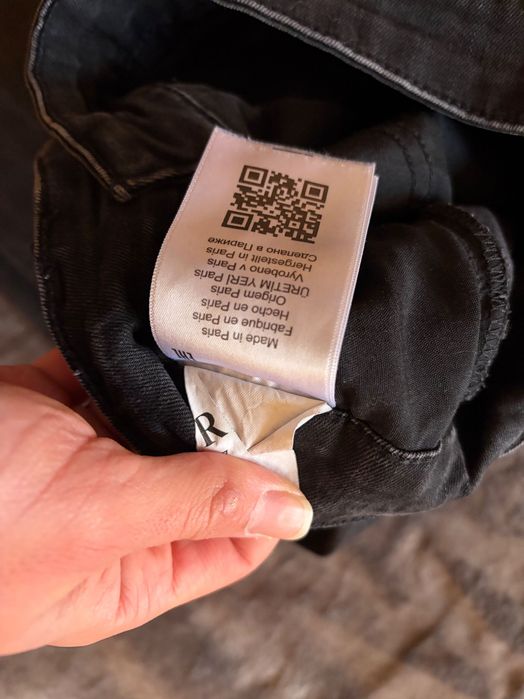 Made in Paris
Fabrique en Paris
Hecho en Paris
Origem Paris
ÜRETIM YERI Paris
Vyrobeno v Paris
Hergestellt in Paris
Сделано в Париже
R